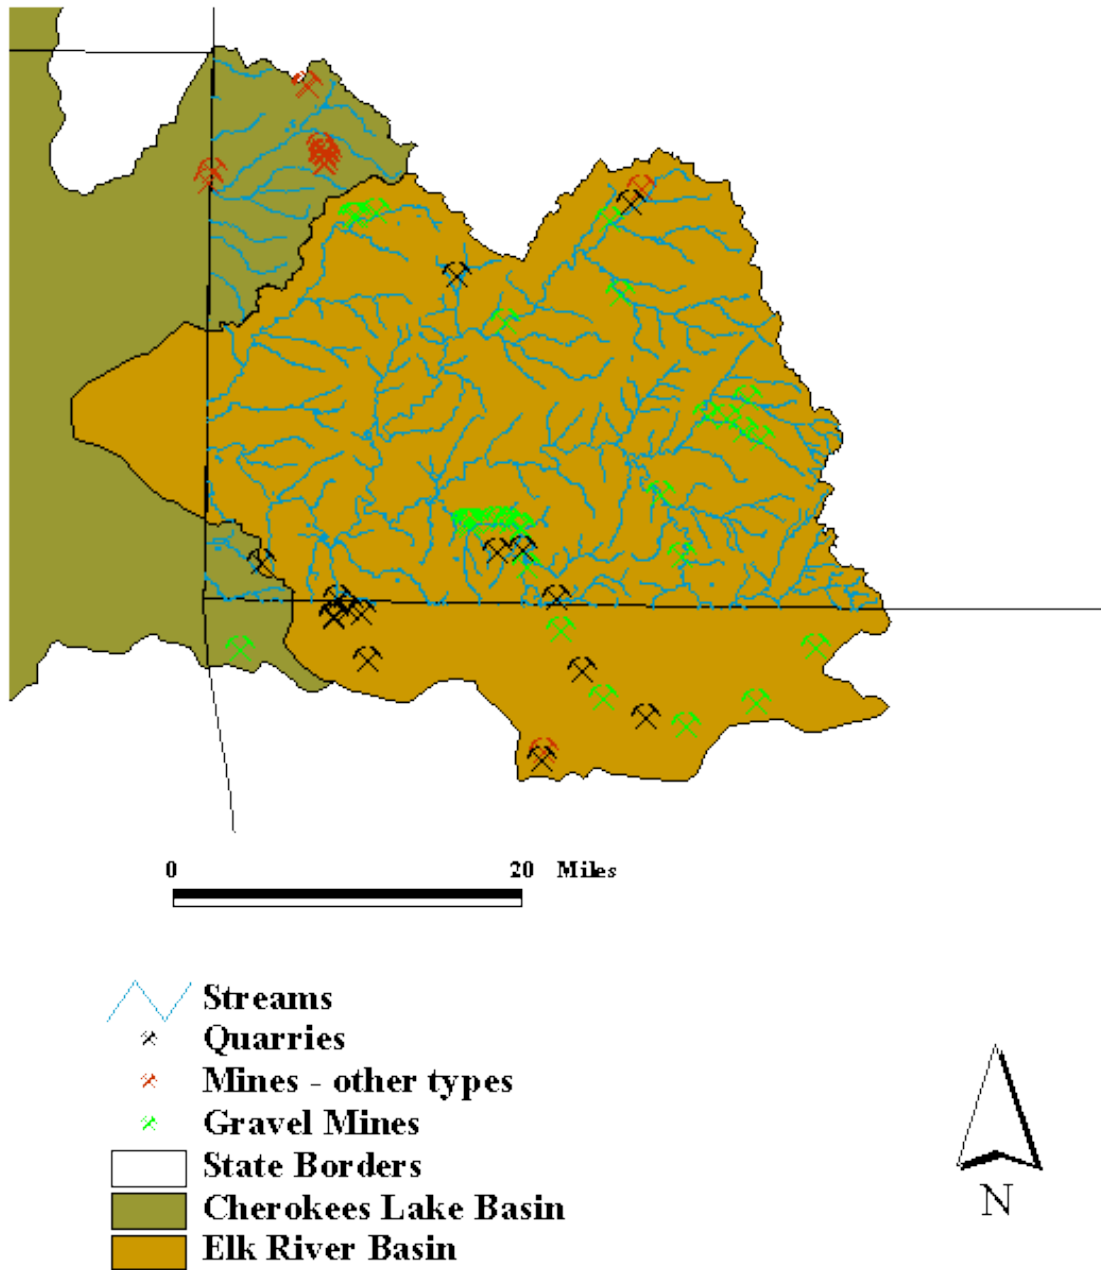 0 20 Miles
Streams
Quarries
Mines - other types
Gravel Mines
State Borders
Cherokees Lake Basin
Elk River Basin
N